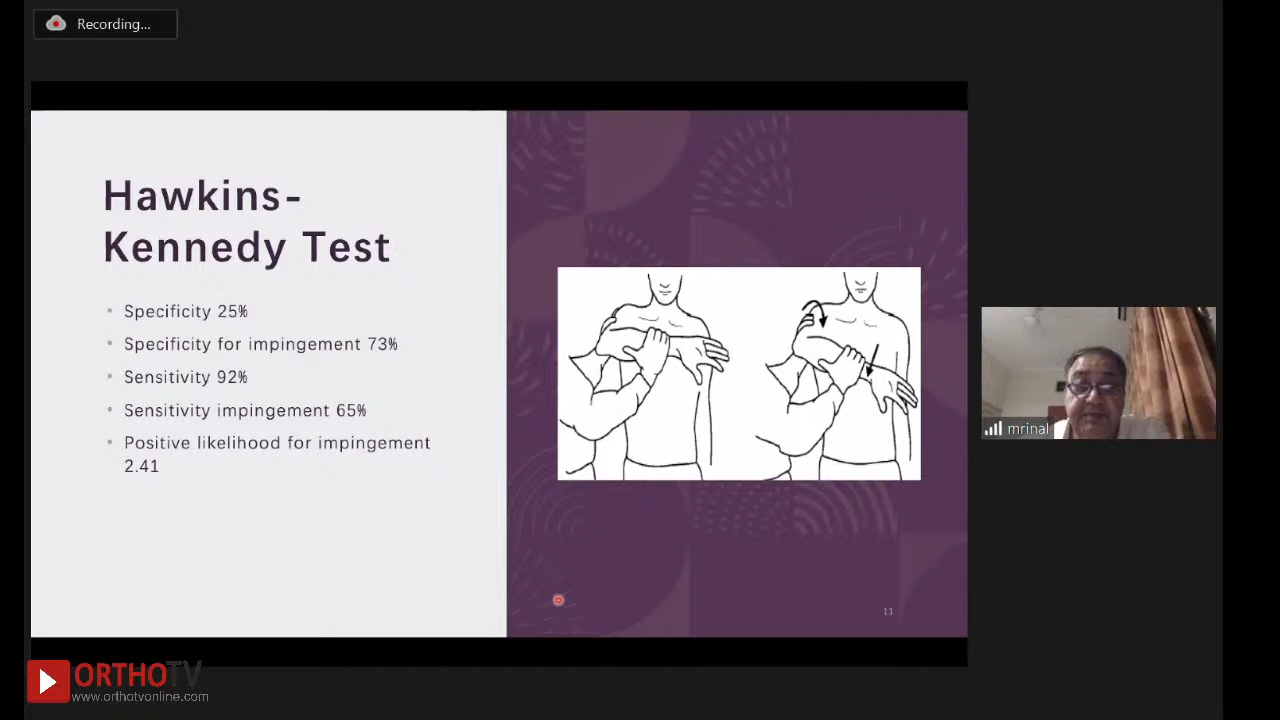 Recording...
Hawkins-
Kennedy Test
• Specificity 25%
• Specificity for impingement 73%
• Sensitivity 92%
• Sensitivity impingement 65%
• Positive likelihood for impingement
2.41
11
mrinal
ORTHOTV
www.orthotvonline.com